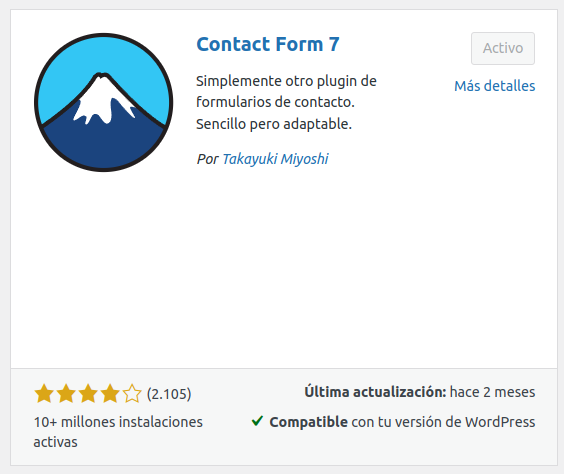 Contact Form 7
Activo
Más detalles
Simplemente otro plugin de
formularios de contacto.
Sencillo pero adaptable.
Por Takayuki Miyoshi
(2.105)
10+ millones instalaciones
activas
Última actualización: hace 2 meses
Compatible con tu versión de WordPress